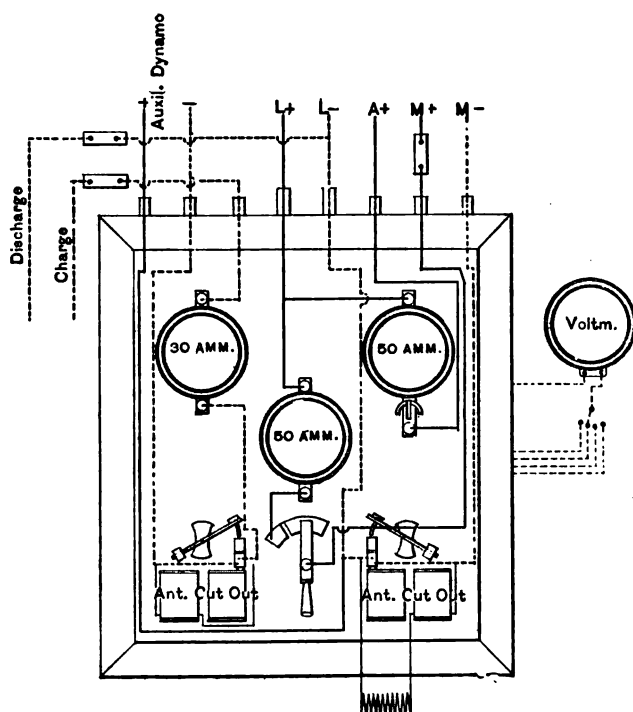 +
Auxil. Dynamo
-
L+
L-
A+
M+
M-
Discharge
Charge
30 AMM.
50 AMM.
50 AMM.
Voltm.
Ant. Cut Out
Ant. Cut Out